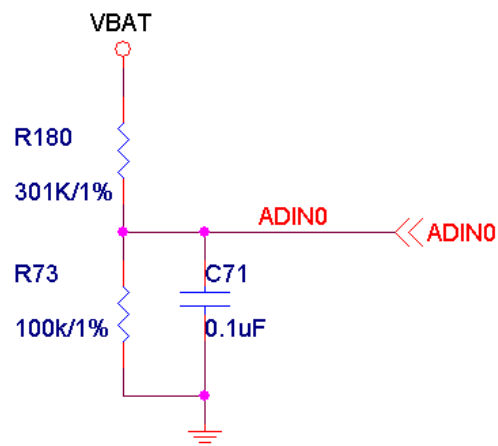 VBAT
R180
301K/1%
ADIN0
ADIN0
R73
C71
100k/1%
0.1uF